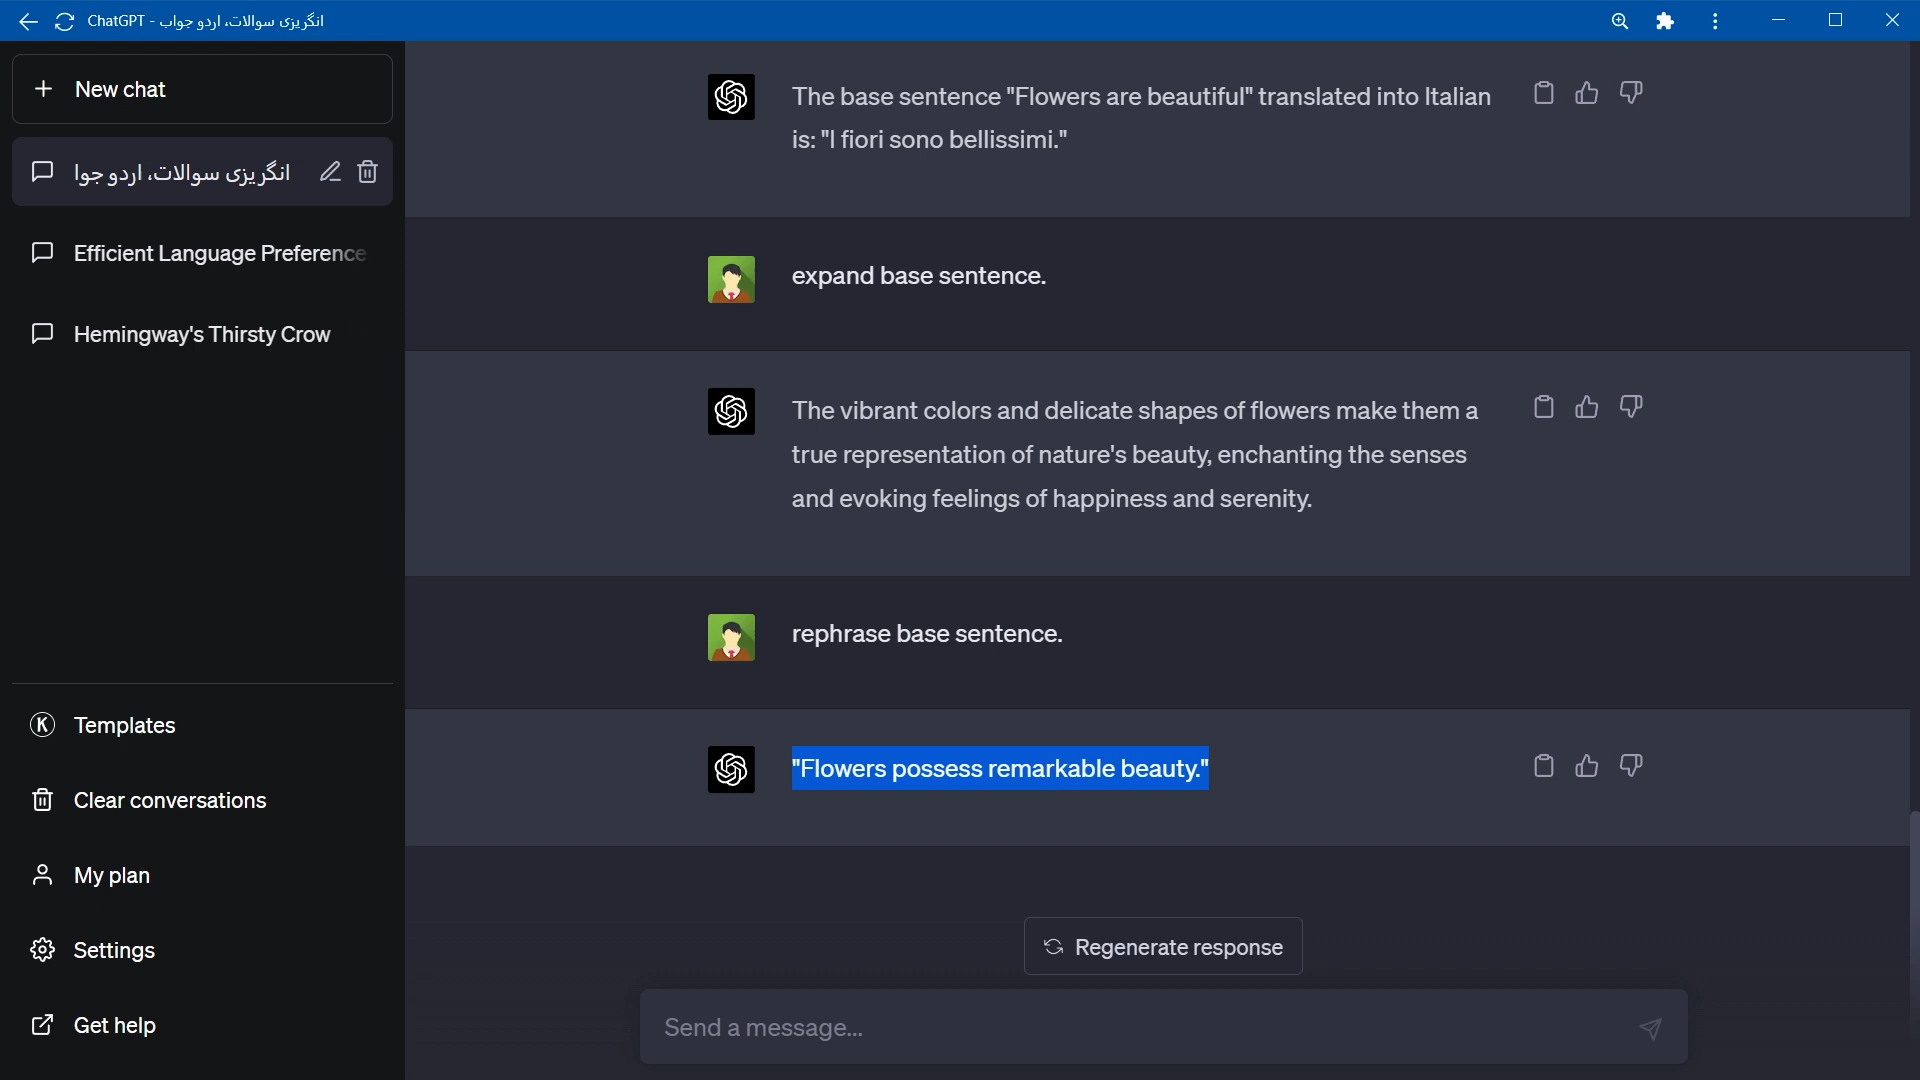 ChatGPT - انگریزی سوالات، اردو جواب
New chat
انگریزی سوالات، اردو جوا
Efficient Language Preference
Hemingway's Thirsty Crow
Templates
Clear conversations
My plan
Settings
Get help
The base sentence "Flowers are beautiful" translated into Italian
is: "I fiori sono bellissimi."
expand base sentence.
The vibrant colors and delicate shapes of flowers make them a
true representation of nature's beauty, enchanting the senses
and evoking feelings of happiness and serenity.
rephrase base sentence.
"Flowers possess remarkable beauty."
Regenerate response
Send a message...